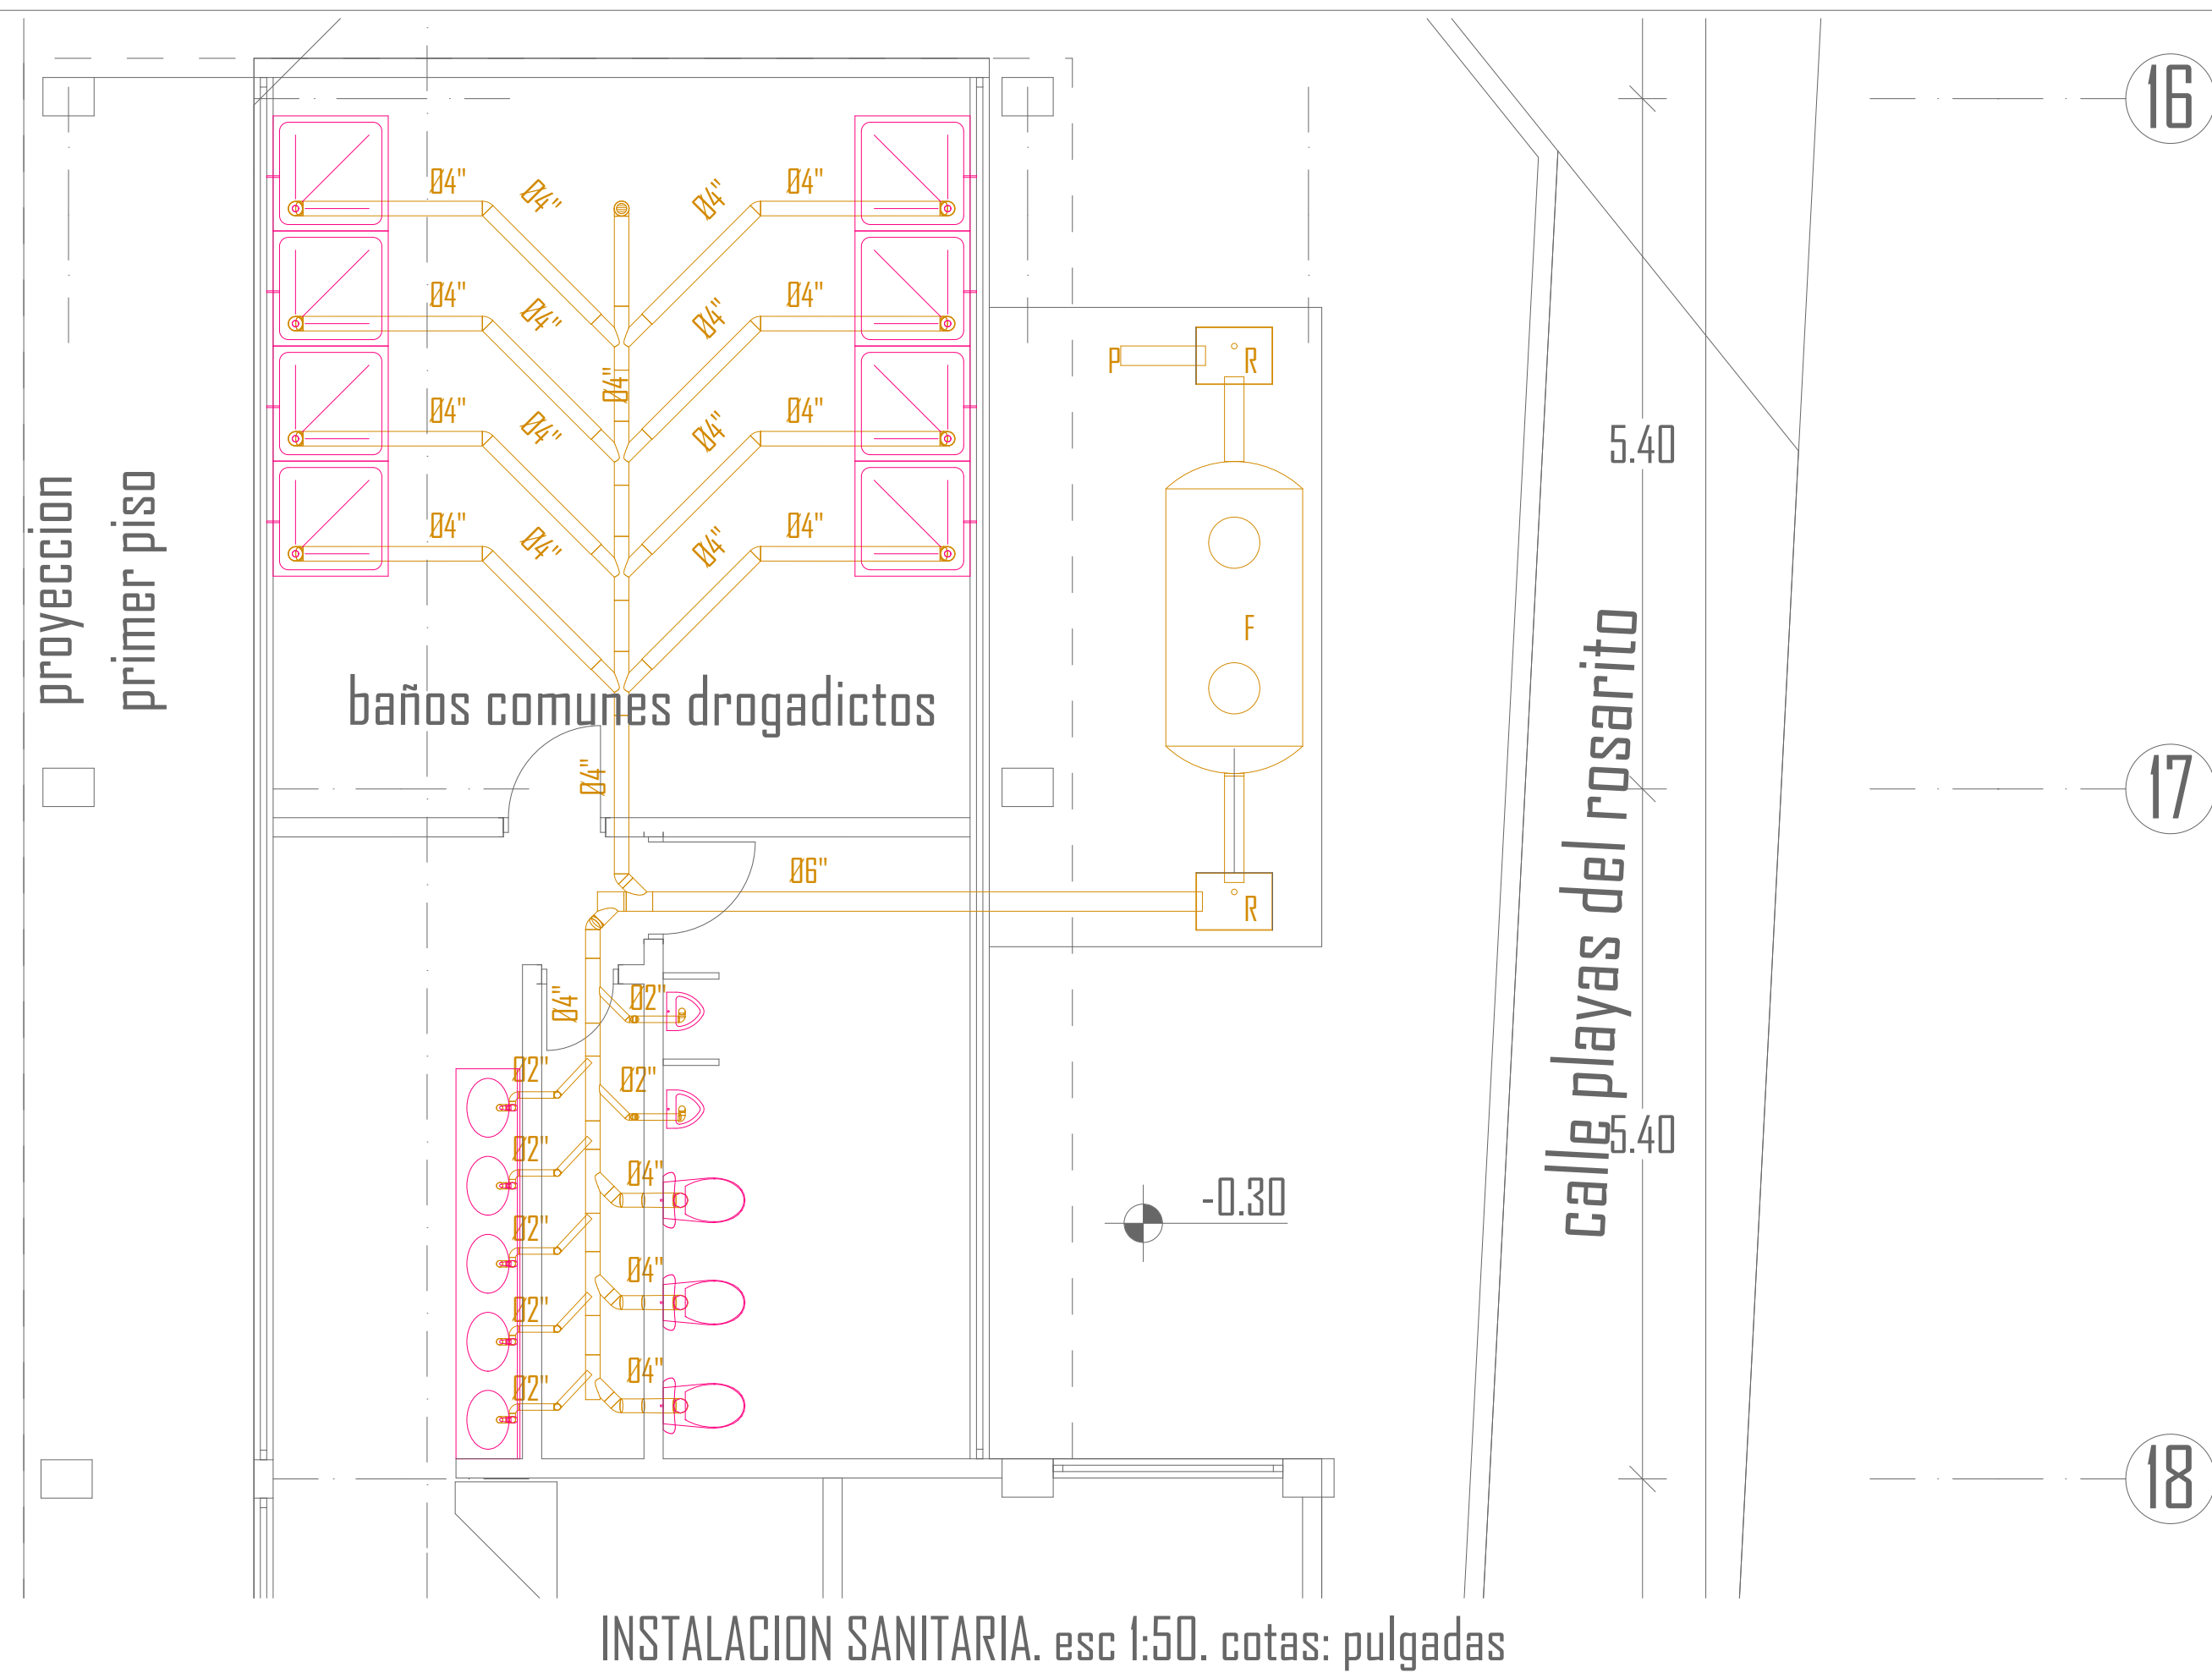 16
Ø4" Ø4" Ø4" Ø4"
Ø4" Ø4" Ø4" Ø4"
P
R
Ø4"
Ø4" Ø4" Ø4" Ø4"
5.40
proyeccion
primer piso
Ø4" Ø4" Ø4" Ø4"
F
baños comunes drogadictos
calle playas del rosarito
Ø4"
17
Ø6"
R
Ø4"
Ø2"
Ø2"
Ø2"
Ø2"
5.40
Ø4"
-0.30
Ø2"
Ø4"
Ø2"
Ø4"
Ø2"
18
INSTALACION SANITARIA. esc 1:50. cotas: pulgadas